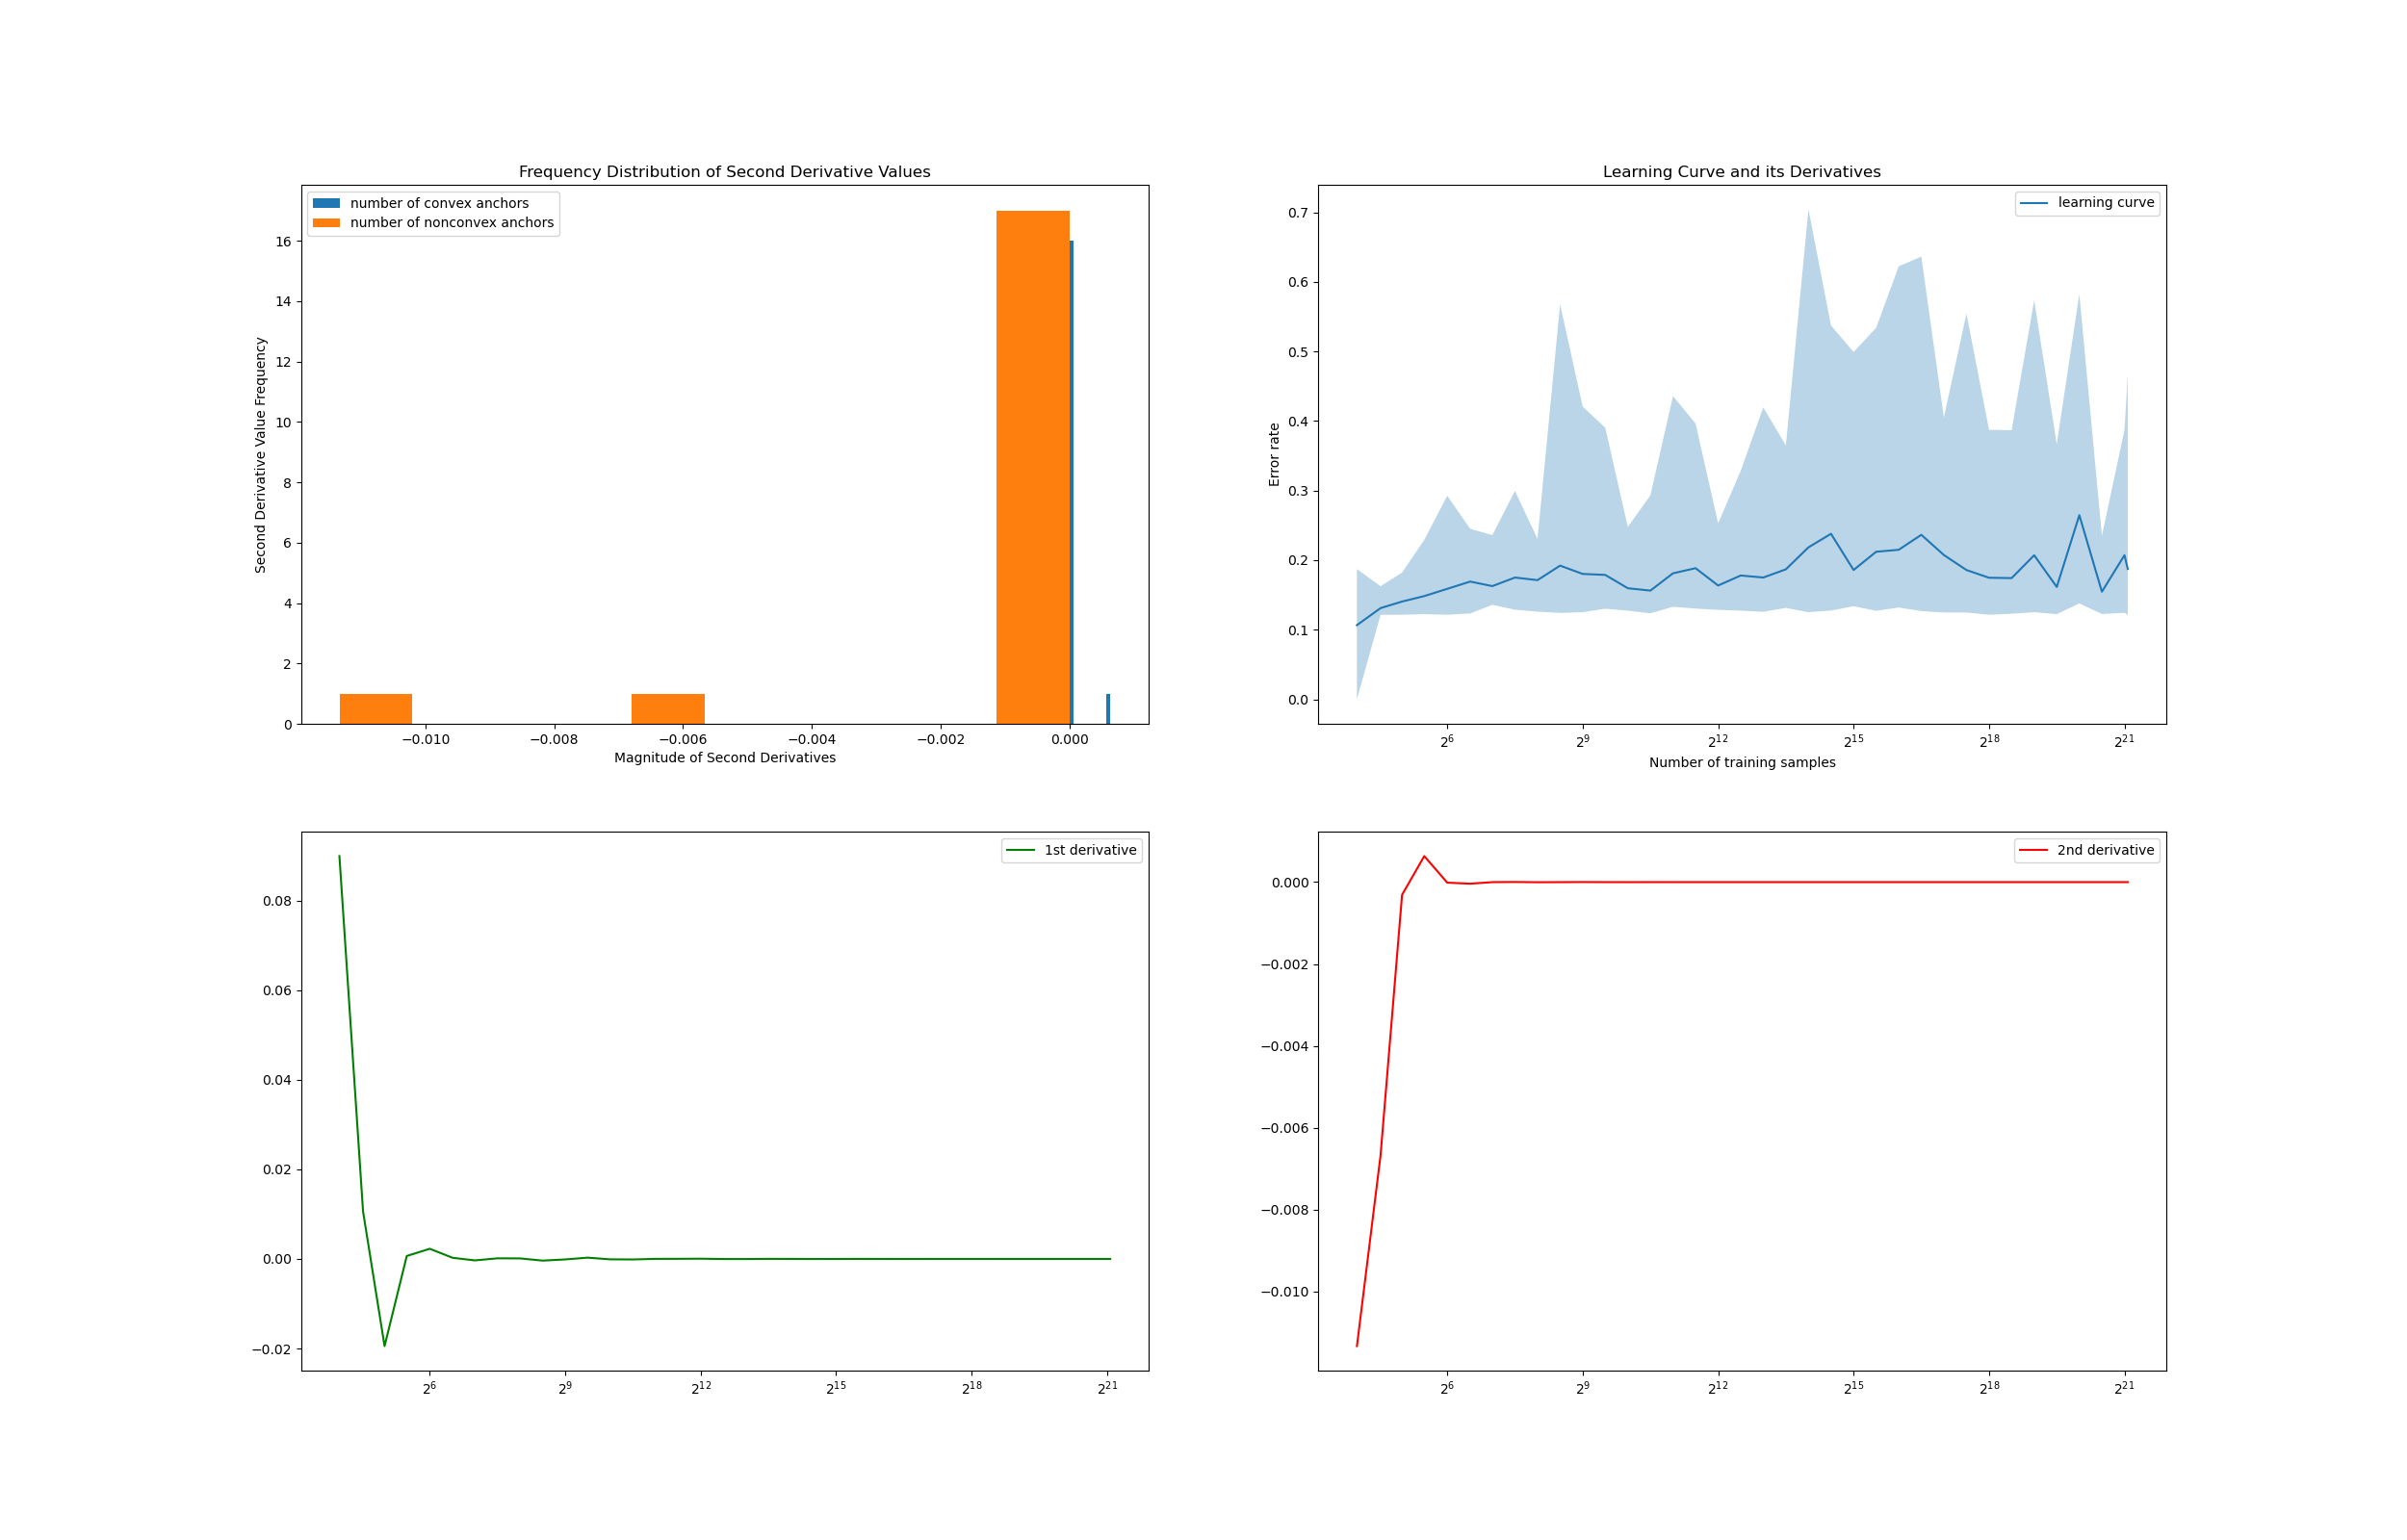 Frequency Distribution of Second Derivative Values
number of convex anchors
number of nonconvex anchors
16
14
12
10
8
6
4
2
0
Second Derivative Value Frequency
−0.010 −0.008 −0.006 −0.004 −0.002 0.000
Magnitude of Second Derivatives
Learning Curve and its Derivatives
learning curve
0.7
0.6
0.5
0.4
0.3
0.2
0.1
0.0
Error rate
2^6 2^9 2^12 2^15 2^18 2^21
Number of training samples
1st derivative
0.08
0.06
0.04
0.02
0.00
−0.02
2^6 2^9 2^12 2^15 2^18 2^21
2nd derivative
0.000
−0.002
−0.004
−0.006
−0.008
−0.010
2^6 2^9 2^12 2^15 2^18 2^21